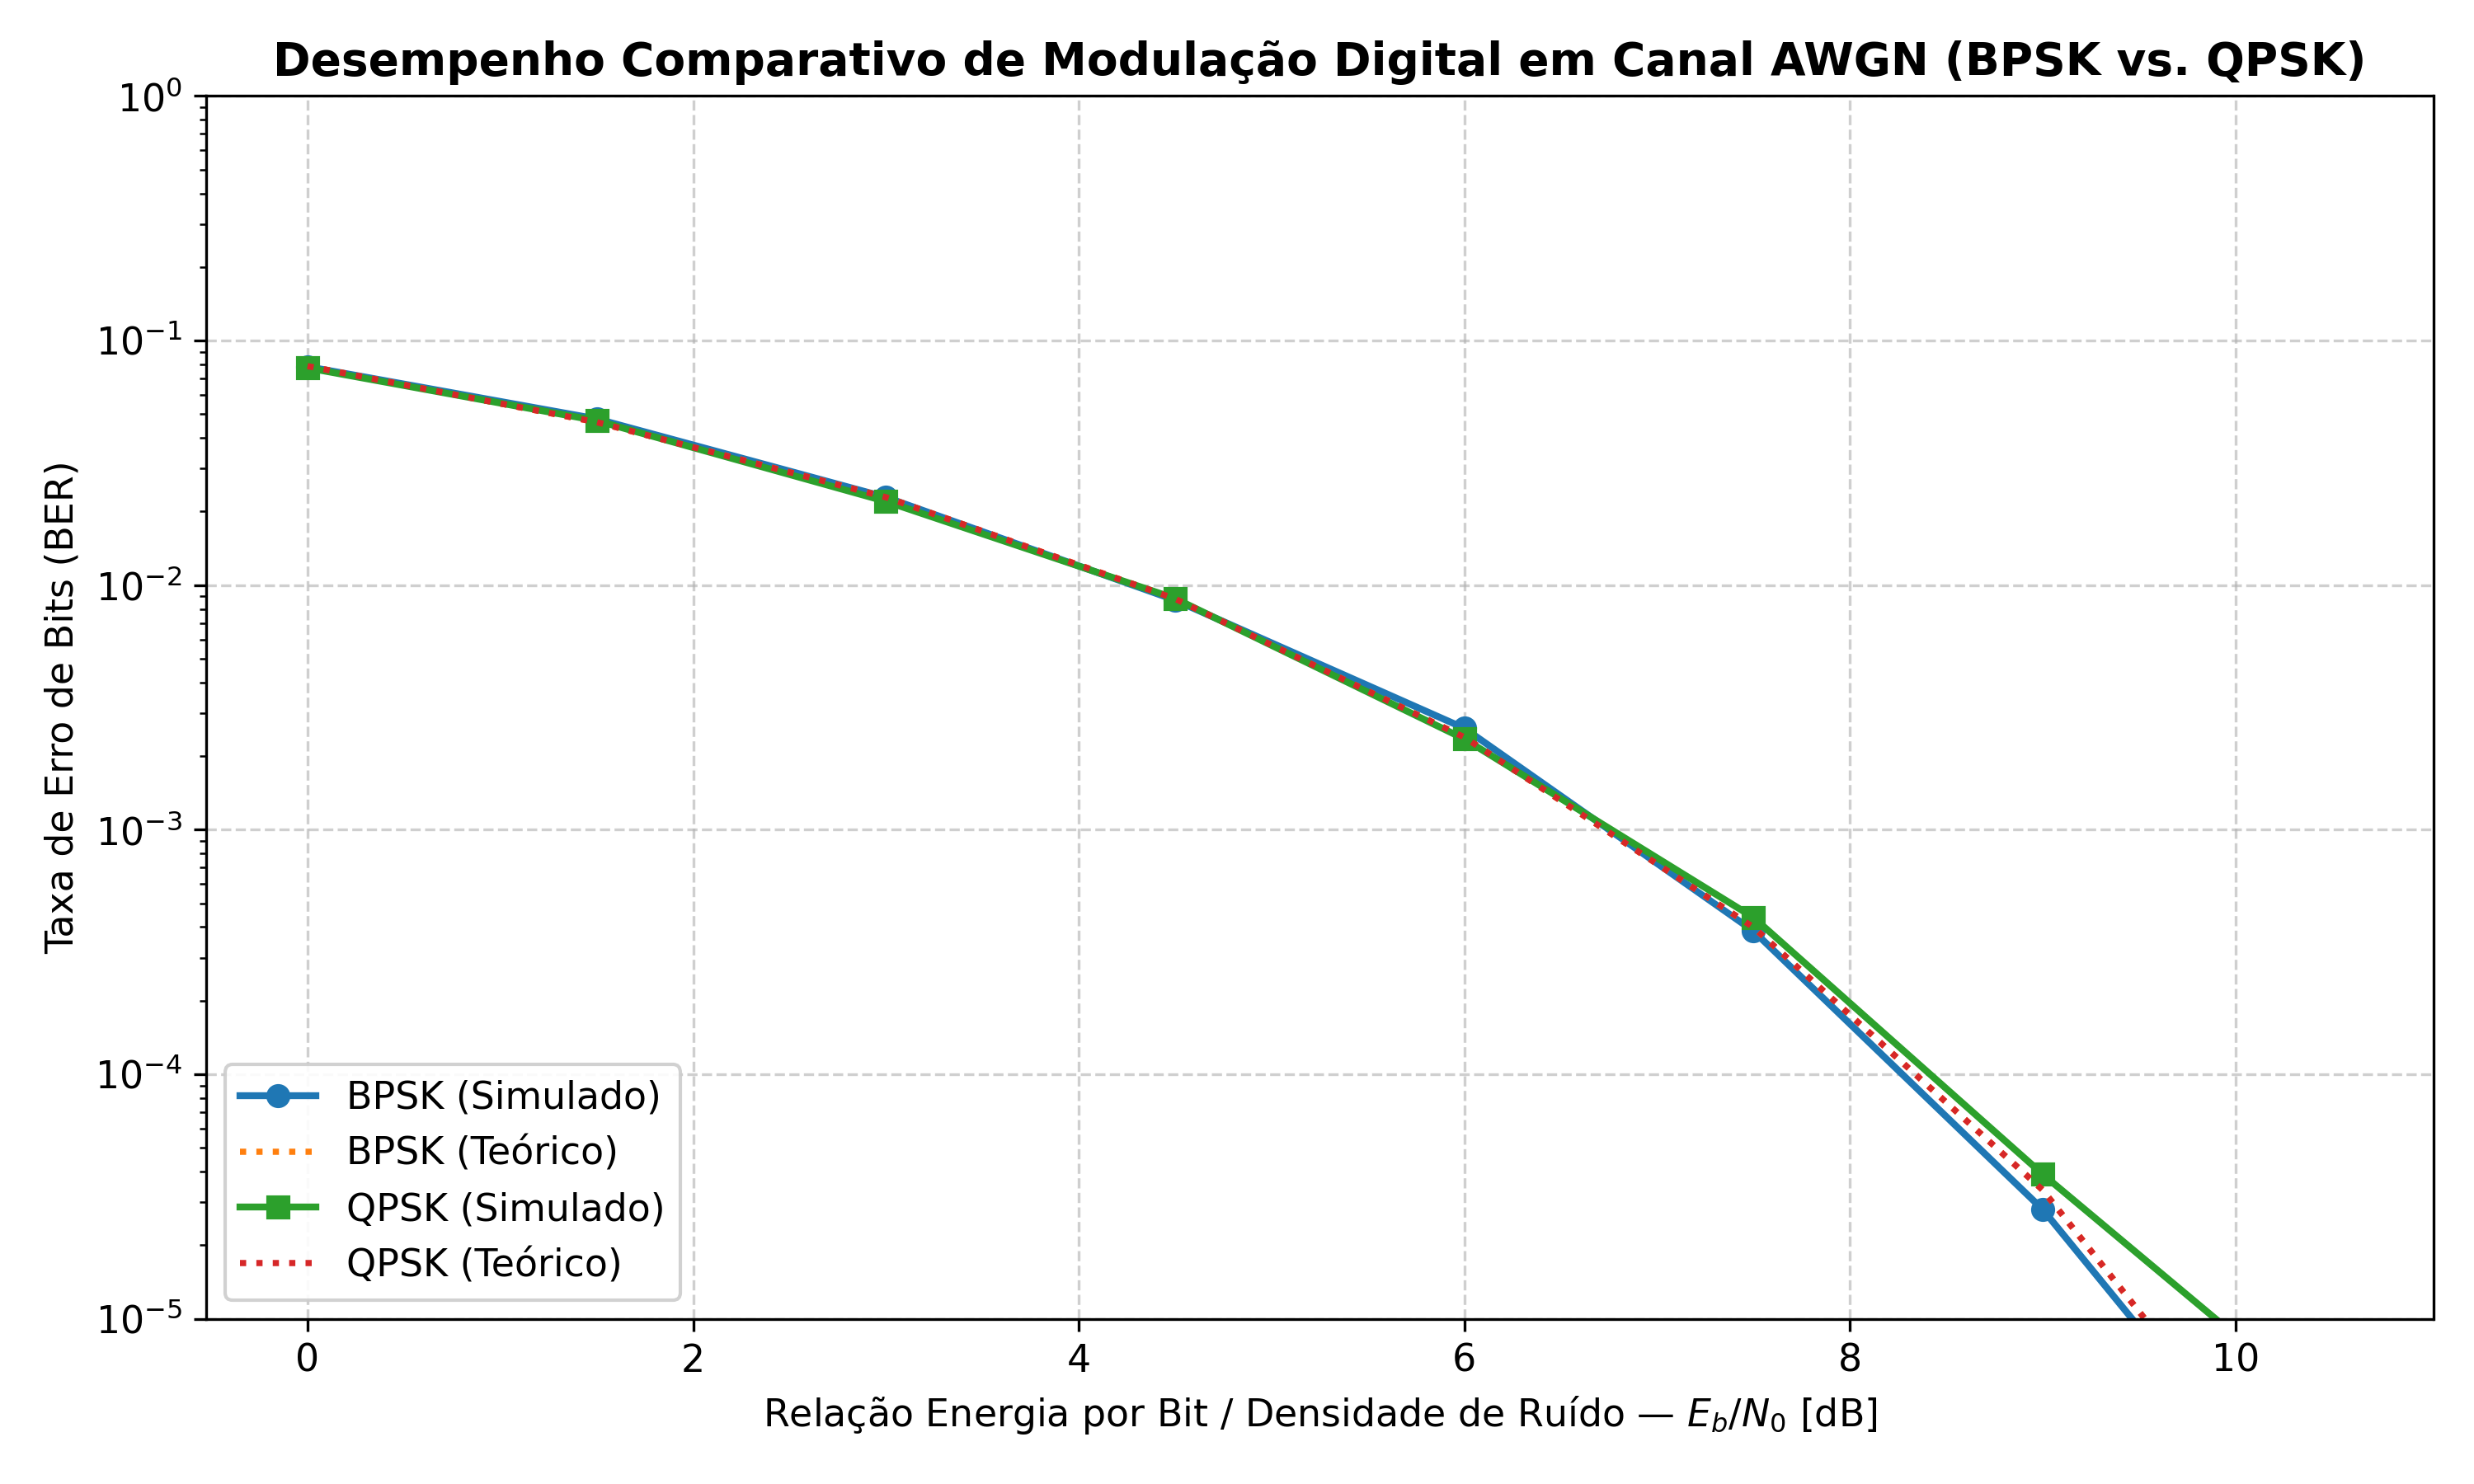 Desempenho Comparativo de Modulação Digital em Canal AWGN (BPSK vs. QPSK)
Taxa de Erro de Bits (BER)
10⁰
10⁻¹
10⁻²
10⁻³
10⁻⁴
10⁻⁵
BPSK (Simulado)
BPSK (Teórico)
QPSK (Simulado)
QPSK (Teórico)
0 2 4 6 8 10
Relação Energia por Bit / Densidade de Ruído — E_b/N_0 [dB]